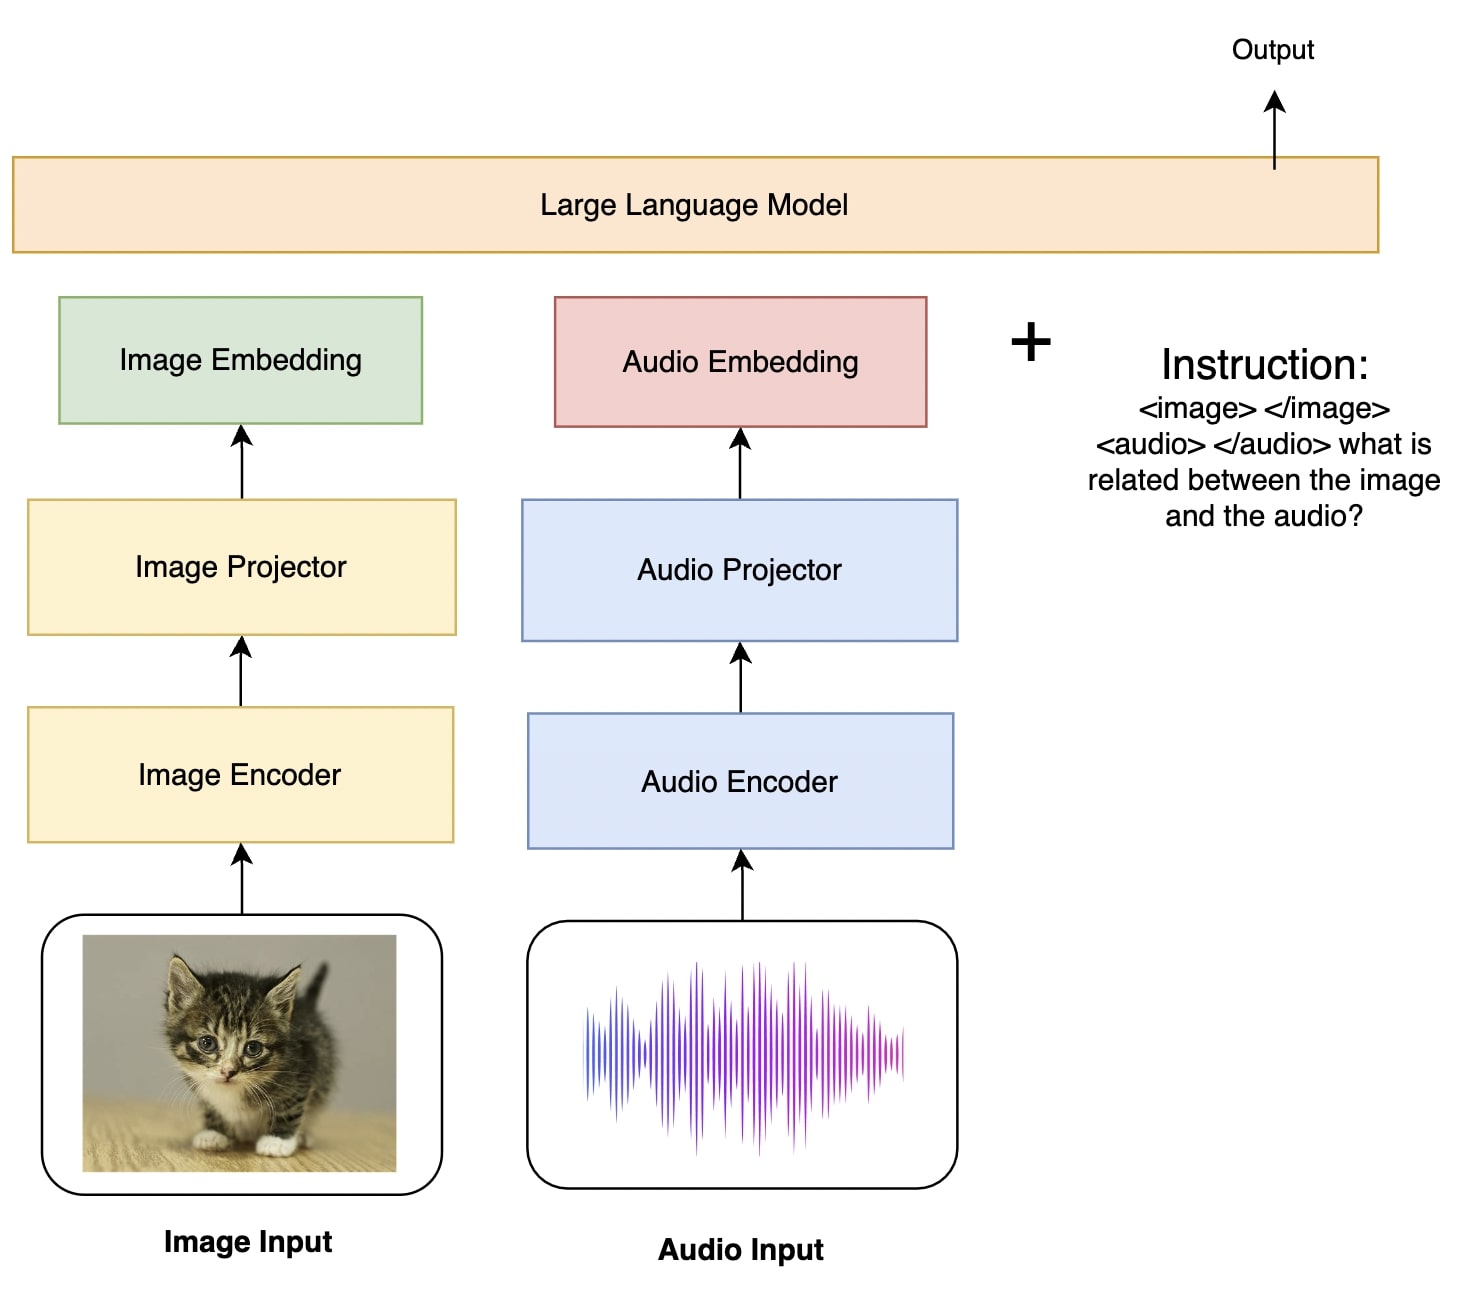 Output
Large Language Model
Image Embedding
Audio Embedding
+
Instruction:
<image> </image>
<audio> </audio> what is
related between the image
and the audio?
Image Projector
Audio Projector
Image Encoder
Audio Encoder
Image Input
Audio Input